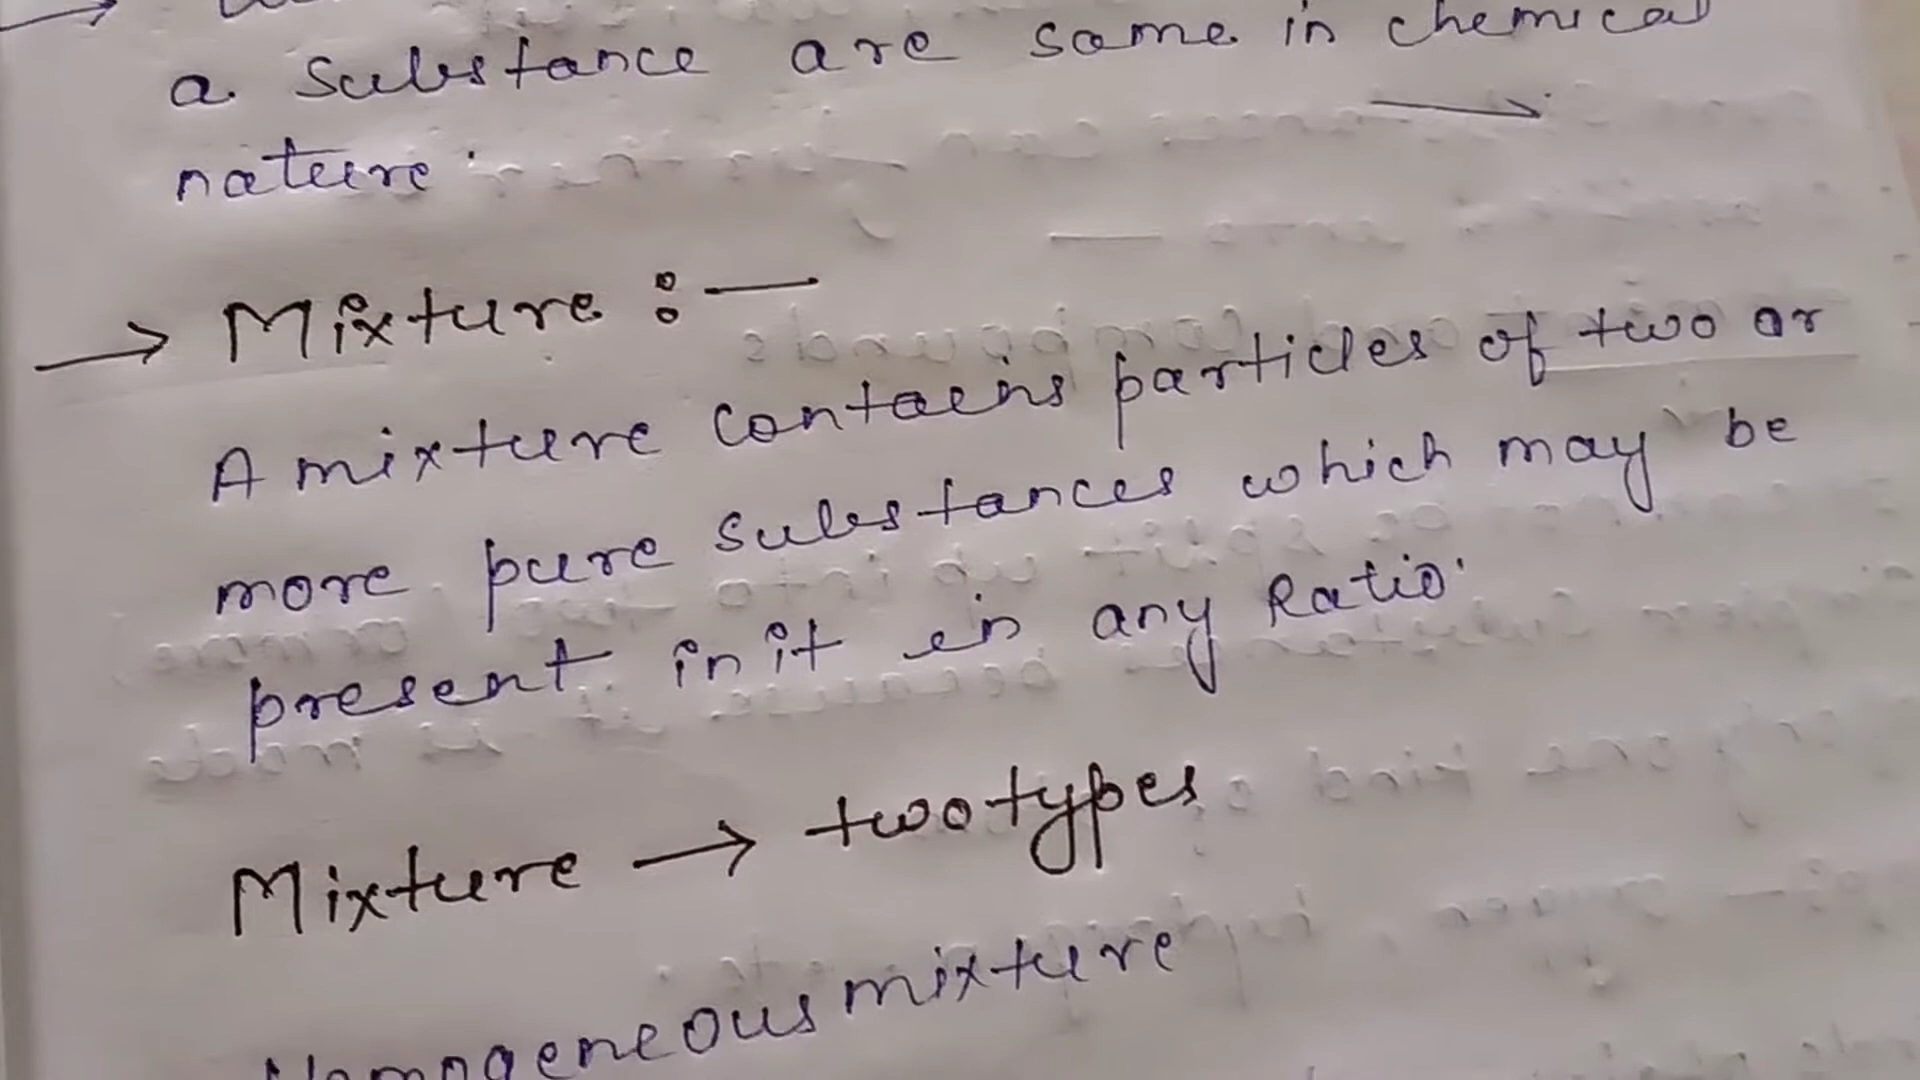 a substance are same in chemical
nature.
→ Mixture :—
A mixture contains particles of two or
more pure substances which may be
present in it in any Ratio.
Mixture → two types
Homogeneous mixture